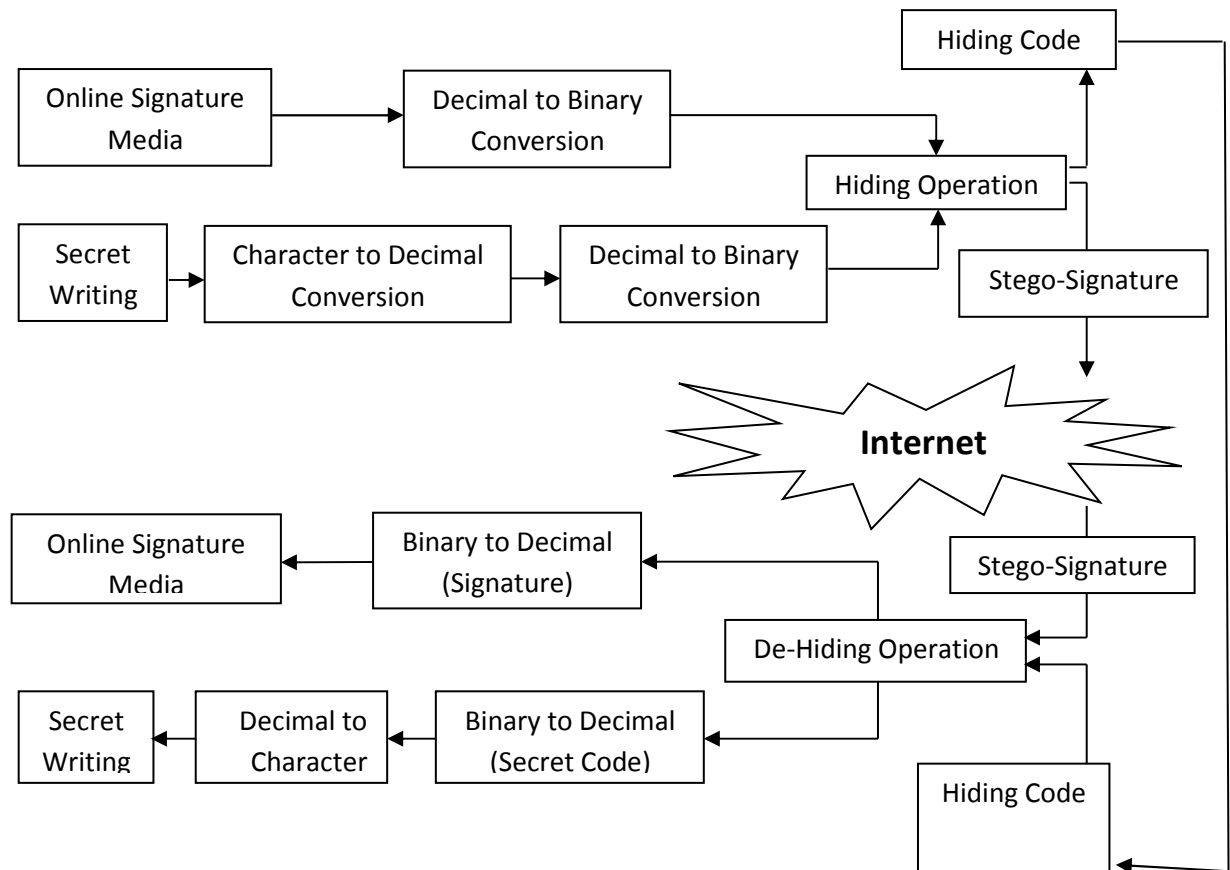 Hiding Code
Online Signature
Media
Decimal to Binary
Conversion
Hiding Operation
Secret
Writing
Character to Decimal
Conversion
Decimal to Binary
Conversion
Stego-Signature
Internet
Online Signature
Media
Binary to Decimal
(Signature)
Stego-Signature
De-Hiding Operation
Secret
Writing
Decimal to
Character
Binary to Decimal
(Secret Code)
Hiding Code